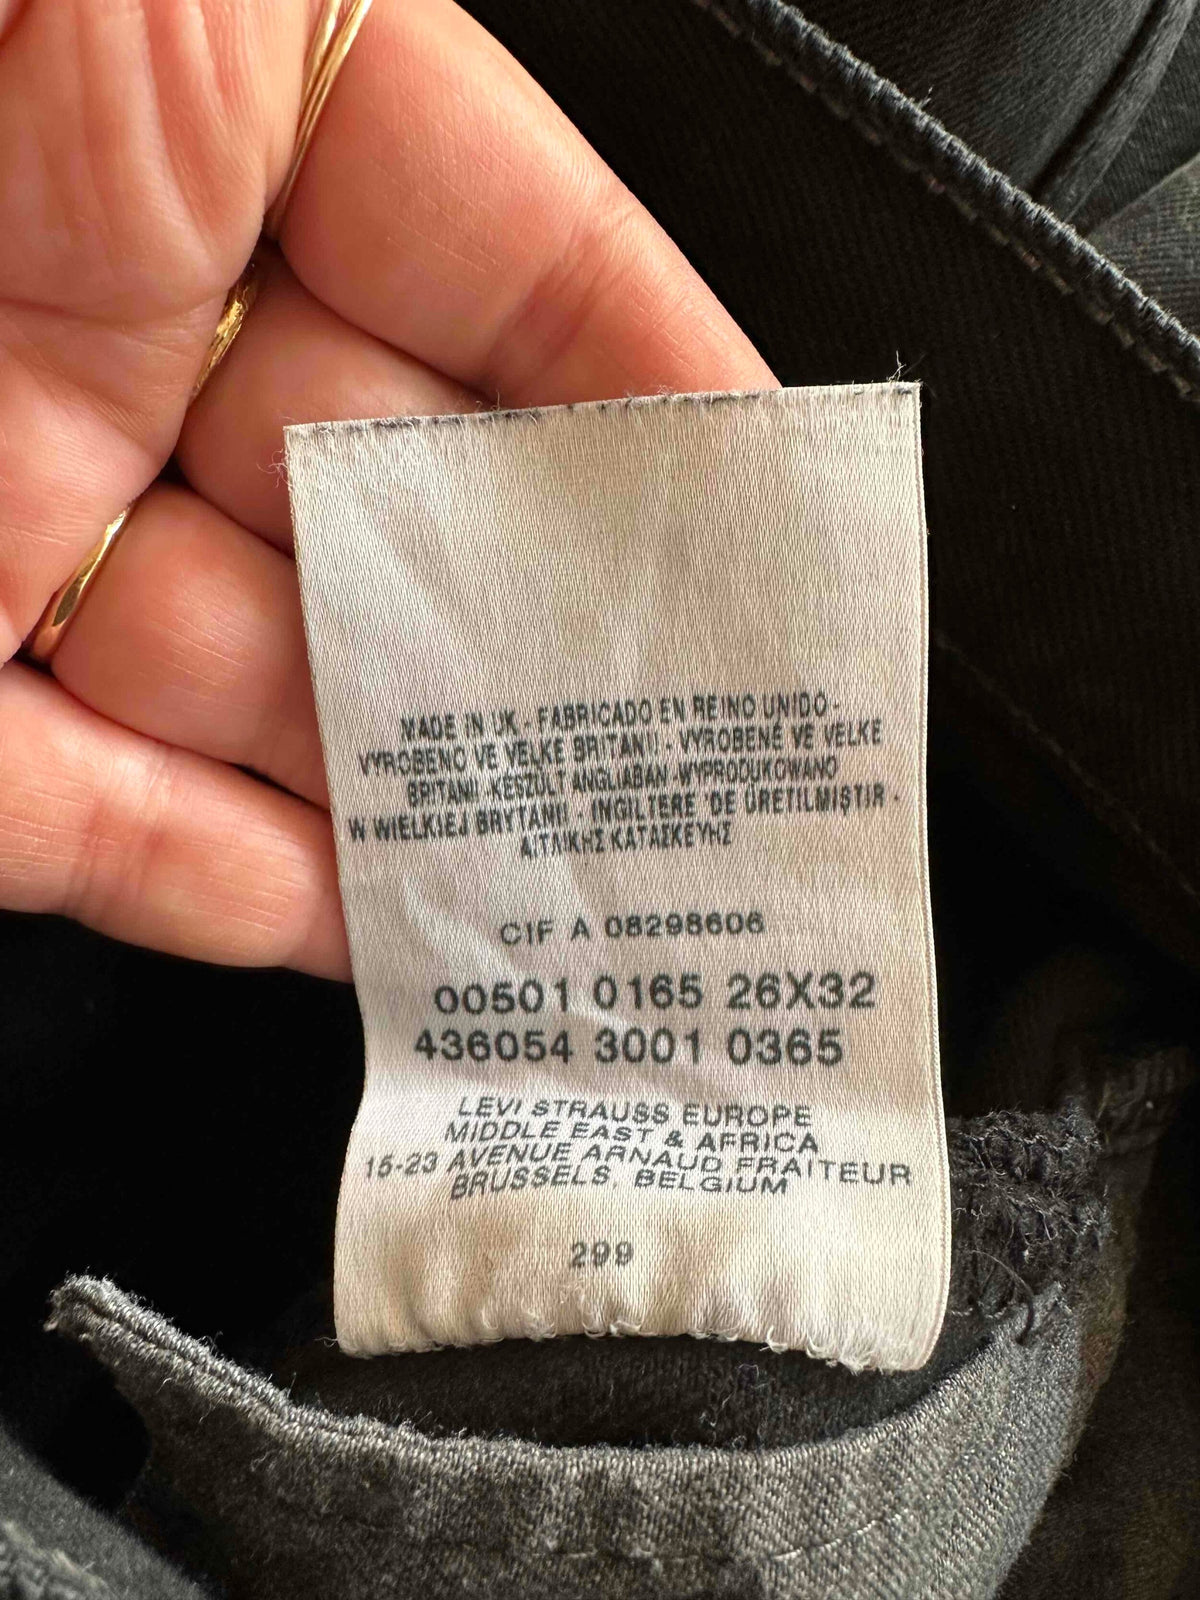 MADE IN UK - FABRICADO EN REINO UNIDO -
VYROBENO VE VELKE BRITANII - VYROBENÉ VE VELKE
BRITANII - KESZÜLT ANGLIABAN - WYPRODUKOWANO
W WIELKIEJ BRYTANII - INGILTERE 'DE ÜRETILMIŞTIR -
ΚΑΤΑΣΚΕΥΗΣ
CIF A 08298606
00501 0165 26X32
436054 3001 0365
LEVI STRAUSS EUROPE
MIDDLE EAST & AFRICA
15-23 AVENUE ARNAUD FRAITEUR
BRUSSELS, BELGIUM
299